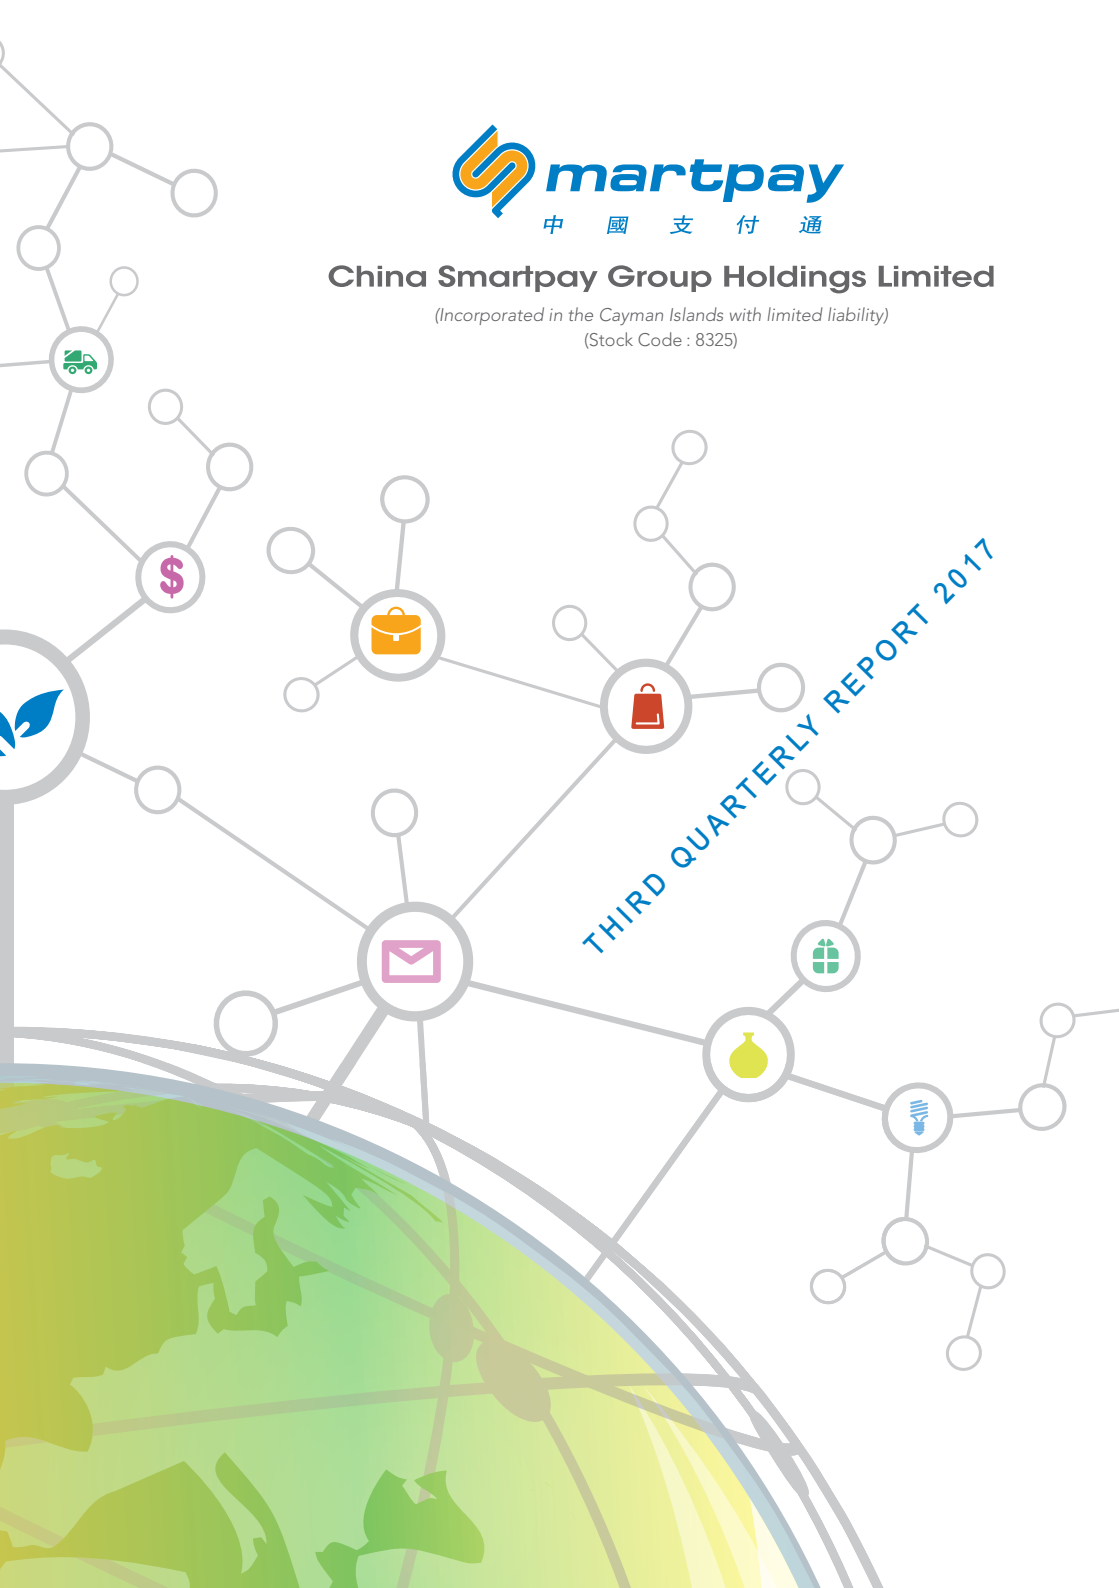 smartpay
中國支付通
China Smartpay Group Holdings Limited
(Incorporated in the Cayman Islands with limited liability)
(Stock Code : 8325)
THIRD QUARTERLY REPORT 2017
$